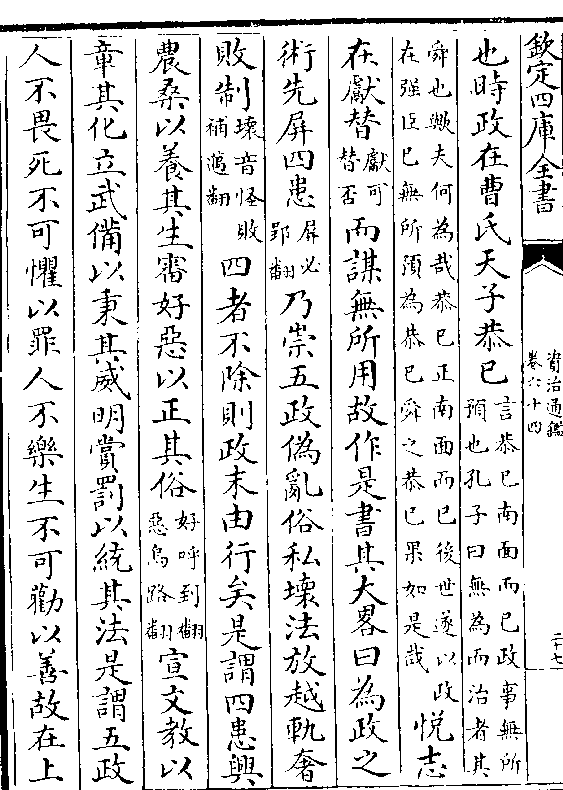 欽定四庫全書
資治通鑑
卷六十四
二十七
也時政在曹氏天子恭已
言恭已南面而已政事無所
預也孔子曰無為而治者其
舜也歟夫何為哉恭已正南面而已後世遂以政
在强臣已無所預為恭已舜之恭已果如是哉
悅志
在獻替
獻可
替否
而謀無所用故作是書其大畧曰為政之
術先屏四患
屏必
郢翻
乃崇五政偽亂俗私壞法放越軌奢
敗制
壞音怪敗
補邁翻
四者不除則政末由行矣是謂四患興
農桑以養其生審好惡以正其俗
好呼到翻
惡烏路翻
宣文教以
章其化立武備以秉其威明賞罰以統其法是謂五政
人不畏死不可懼以罪人不樂生不可勸以善故在上